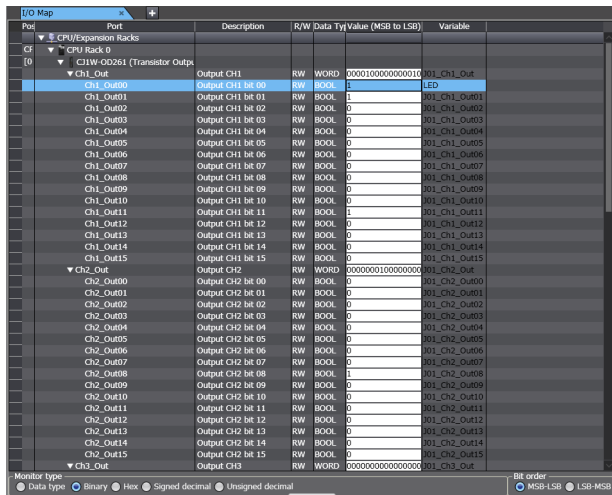 I/O Map × +
Pos Port Description R/W Data Ty Value (MSB to LSB) Variable
▼ CPU/Expansion Racks
CF ▼ CPU Rack 0
[0 ▼ CJ1W-OD261 (Transistor Outpu
▼Ch1_Out Output CH1 RW WORD 0000100000000010 J01_Ch1_Out
Ch1_Out00 Output CH1 bit 00 RW BOOL 1 LED
Ch1_Out01 Output CH1 bit 01 RW BOOL 1 J01_Ch1_Out01
Ch1_Out02 Output CH1 bit 02 RW BOOL 0 J01_Ch1_Out02
Ch1_Out03 Output CH1 bit 03 RW BOOL 0 J01_Ch1_Out03
Ch1_Out04 Output CH1 bit 04 RW BOOL 0 J01_Ch1_Out04
Ch1_Out05 Output CH1 bit 05 RW BOOL 0 J01_Ch1_Out05
Ch1_Out06 Output CH1 bit 06 RW BOOL 0 J01_Ch1_Out06
Ch1_Out07 Output CH1 bit 07 RW BOOL 0 J01_Ch1_Out07
Ch1_Out08 Output CH1 bit 08 RW BOOL 0 J01_Ch1_Out08
Ch1_Out09 Output CH1 bit 09 RW BOOL 0 J01_Ch1_Out09
Ch1_Out10 Output CH1 bit 10 RW BOOL 0 J01_Ch1_Out10
Ch1_Out11 Output CH1 bit 11 RW BOOL 1 J01_Ch1_Out11
Ch1_Out12 Output CH1 bit 12 RW BOOL 0 J01_Ch1_Out12
Ch1_Out13 Output CH1 bit 13 RW BOOL 0 J01_Ch1_Out13
Ch1_Out14 Output CH1 bit 14 RW BOOL 0 J01_Ch1_Out14
Ch1_Out15 Output CH1 bit 15 RW BOOL 0 J01_Ch1_Out15
▼Ch2_Out Output CH2 RW WORD 0000000100000000 J01_Ch2_Out
Ch2_Out00 Output CH2 bit 00 RW BOOL 0 J01_Ch2_Out00
Ch2_Out01 Output CH2 bit 01 RW BOOL 0 J01_Ch2_Out01
Ch2_Out02 Output CH2 bit 02 RW BOOL 0 J01_Ch2_Out02
Ch2_Out03 Output CH2 bit 03 RW BOOL 0 J01_Ch2_Out03
Ch2_Out04 Output CH2 bit 04 RW BOOL 0 J01_Ch2_Out04
Ch2_Out05 Output CH2 bit 05 RW BOOL 0 J01_Ch2_Out05
Ch2_Out06 Output CH2 bit 06 RW BOOL 0 J01_Ch2_Out06
Ch2_Out07 Output CH2 bit 07 RW BOOL 0 J01_Ch2_Out07
Ch2_Out08 Output CH2 bit 08 RW BOOL 1 J01_Ch2_Out08
Ch2_Out09 Output CH2 bit 09 RW BOOL 0 J01_Ch2_Out09
Ch2_Out10 Output CH2 bit 10 RW BOOL 0 J01_Ch2_Out10
Ch2_Out11 Output CH2 bit 11 RW BOOL 0 J01_Ch2_Out11
Ch2_Out12 Output CH2 bit 12 RW BOOL 0 J01_Ch2_Out12
Ch2_Out13 Output CH2 bit 13 RW BOOL 0 J01_Ch2_Out13
Ch2_Out14 Output CH2 bit 14 RW BOOL 0 J01_Ch2_Out14
Ch2_Out15 Output CH2 bit 15 RW BOOL 0 J01_Ch2_Out15
▼Ch3_Out Output CH3 RW WORD 0000000000000000 J01_Ch3_Out
Monitor type Bit order
Data type Binary Hex Signed decimal Unsigned decimal MSB-LSB LSB-MSB